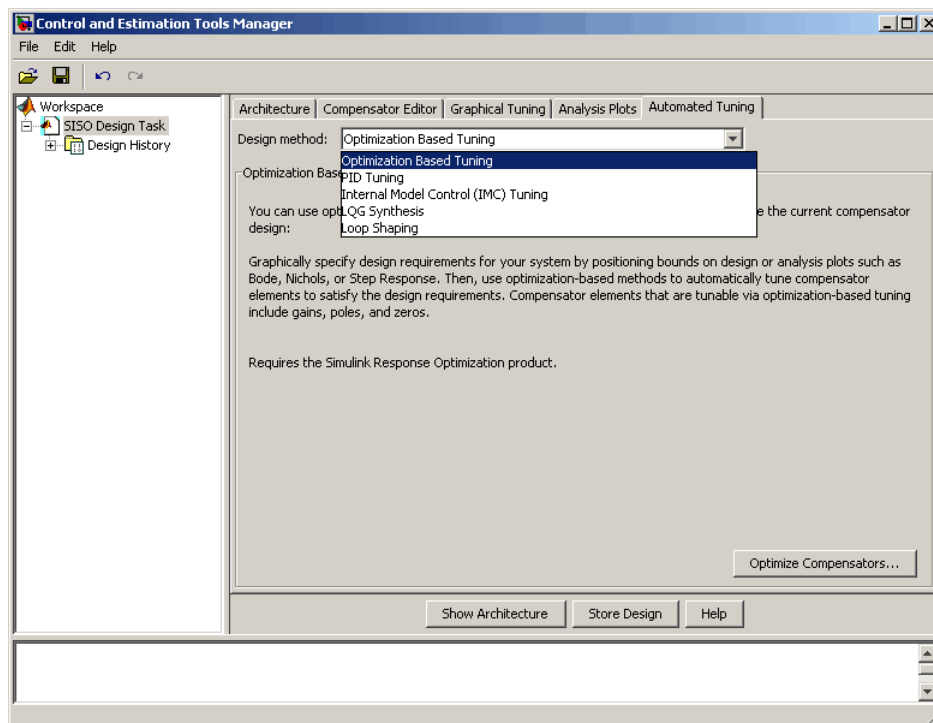 Control and Estimation Tools Manager
File Edit Help
Workspace
SISO Design Task
Design History
Architecture Compensator Editor Graphical Tuning Analysis Plots Automated Tuning
Design method: Optimization Based Tuning
Optimization Based Tuning
Optimization Bas
PID Tuning
Internal Model Control (IMC) Tuning
You can use opt LQG Synthesis e the current compensator
design: Loop Shaping
Graphically specify design requirements for your system by positioning bounds on design or analysis plots such as
Bode, Nichols, or Step Response. Then, use optimization-based methods to automatically tune compensator
elements to satisfy the design requirements. Compensator elements that are tunable via optimization-based tuning
include gains, poles, and zeros.
Requires the Simulink Response Optimization product.
Optimize Compensators...
Show Architecture Store Design Help